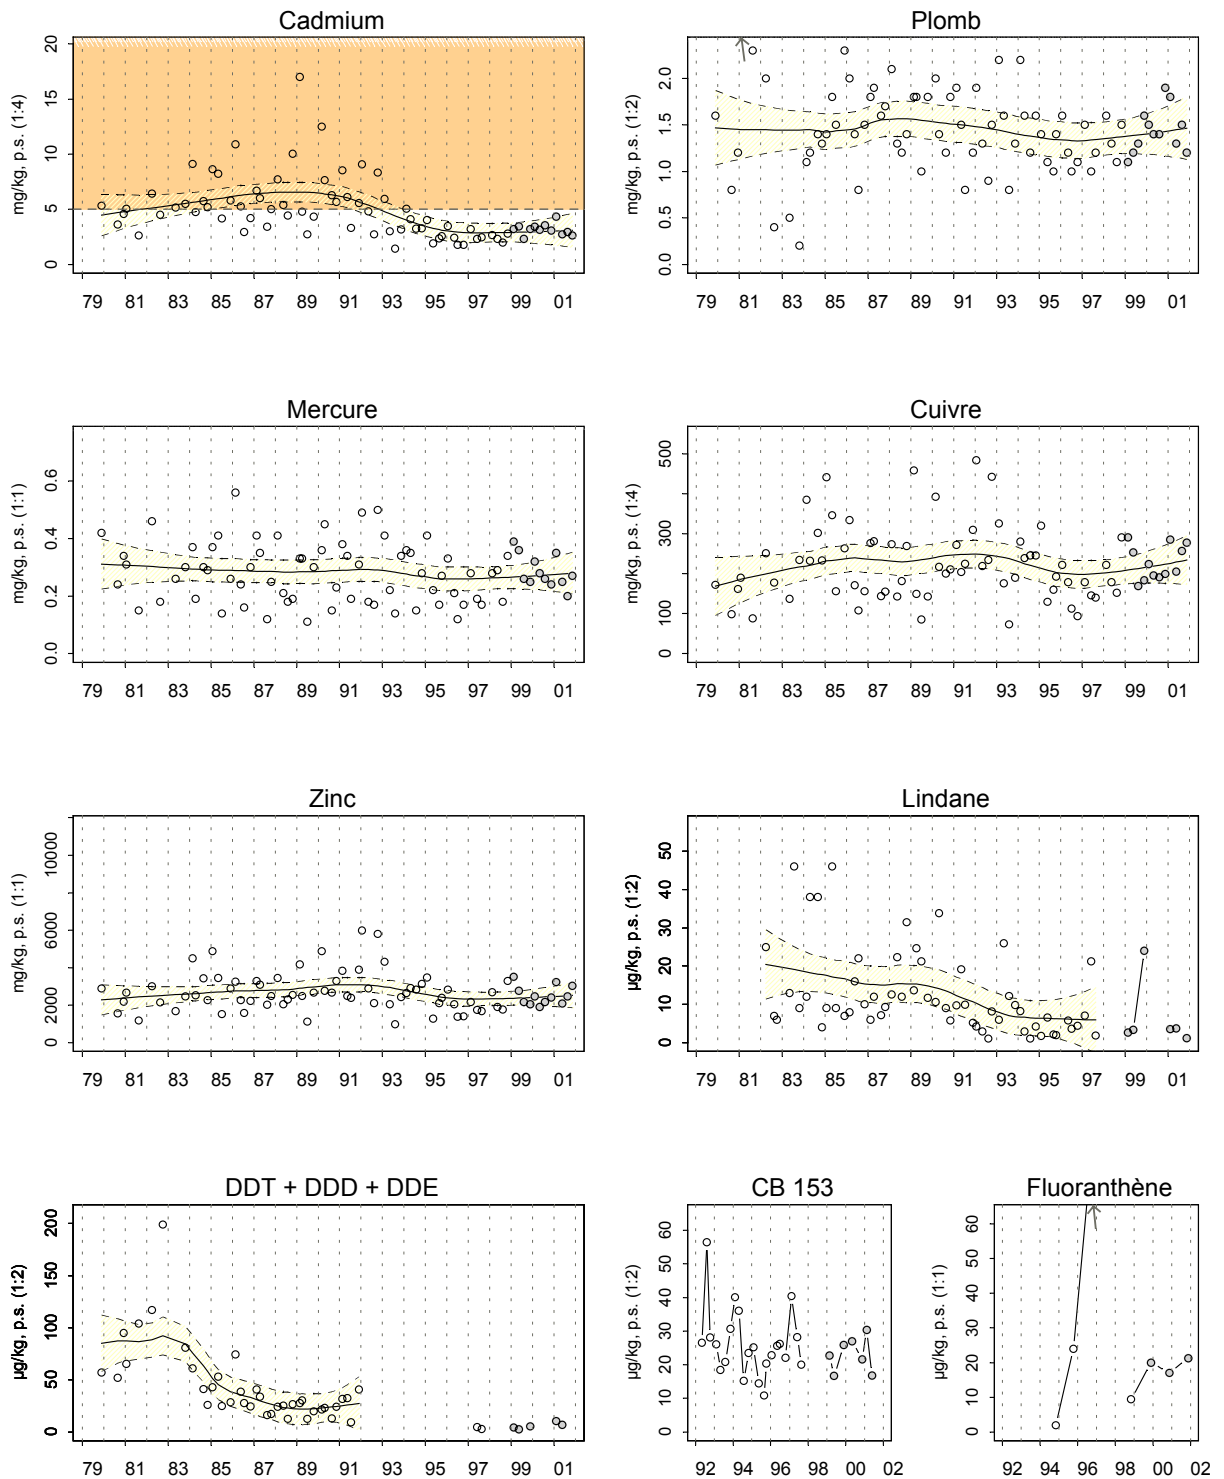 Cadmium
mg/kg, p.s. (1:4)
0 5 10 15 20
79 81 83 85 87 89 91 93 95 97 99 01
Plomb
mg/kg, p.s. (1:2)
0.0 0.5 1.0 1.5 2.0
79 81 83 85 87 89 91 93 95 97 99 01
Mercure
mg/kg, p.s. (1:1)
0.0 0.2 0.4 0.6
79 81 83 85 87 89 91 93 95 97 99 01
Cuivre
mg/kg, p.s. (1:4)
0 100 300 500
79 81 83 85 87 89 91 93 95 97 99 01
Zinc
mg/kg, p.s. (1:1)
0 2000 6000 10000
79 81 83 85 87 89 91 93 95 97 99 01
Lindane
µg/kg, p.s. (1:2)
0 10 20 30 40 50
79 81 83 85 87 89 91 93 95 97 99 01
DDT + DDD + DDE
µg/kg, p.s. (1:2)
0 50 100 150 200
79 81 83 85 87 89 91 93 95 97 99 01
CB 153
µg/kg, p.s. (1:2)
0 10 20 30 40 50 60
92 94 96 98 00 02
Fluoranthène
µg/kg, p.s. (1:1)
0 10 20 30 40 50 60
92 94 96 98 00 02